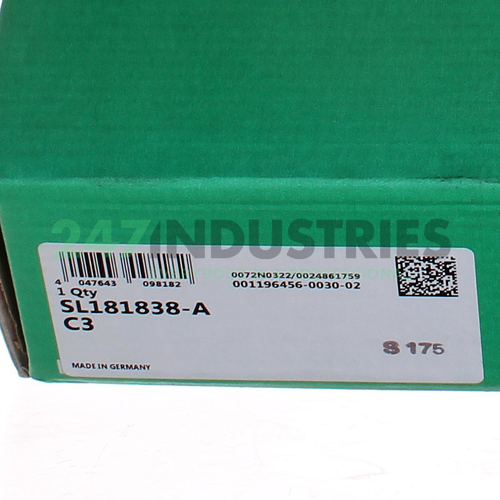 247INDUSTRIES
4 047643 098182
1 Qty
SL181838-A
C3
0072N0322/0024861759
001196456-0030-02
S 175
MADE IN GERMANY